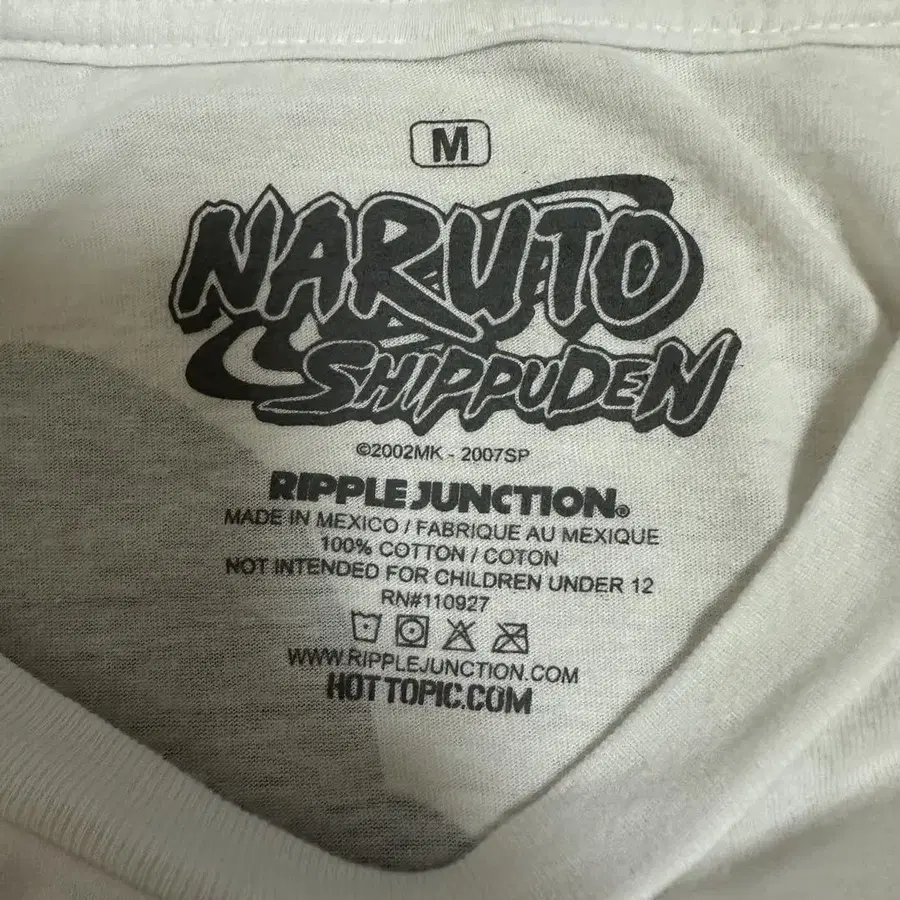 M
NARUTO
SHIPPUDEN
©2002MK - 2007SP
RIPPLE JUNCTION®
MADE IN MEXICO / FABRIQUE AU MEXIQUE
100% COTTON / COTON
NOT INTENDED FOR CHILDREN UNDER 12
RN#110927
WWW.RIPPLEJUNCTION.COM
HOTTOPIC.COM